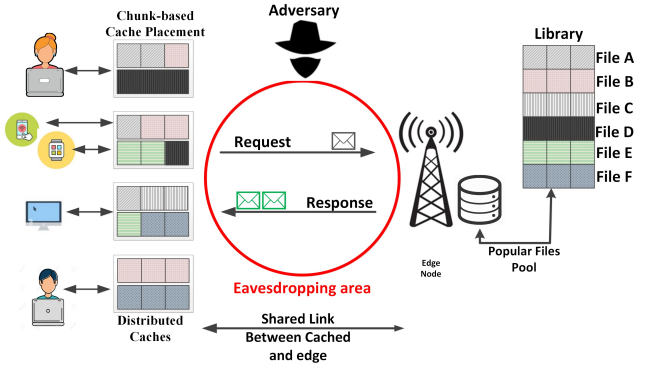 Chunk-based
Cache Placement
Adversary
Library
File A
File B
File C
File D
File E
File F
Request
Response
Eavesdropping area
Edge
Node
Popular Files
Pool
Distributed
Caches
Shared Link
Between Cached
and edge